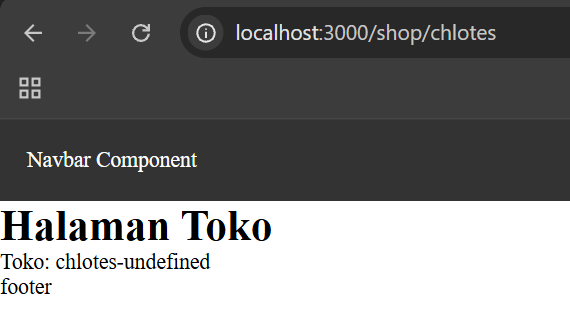 localhost:3000/shop/chlotes
Navbar Component
Halaman Toko
Toko: chlotes-undefined
footer